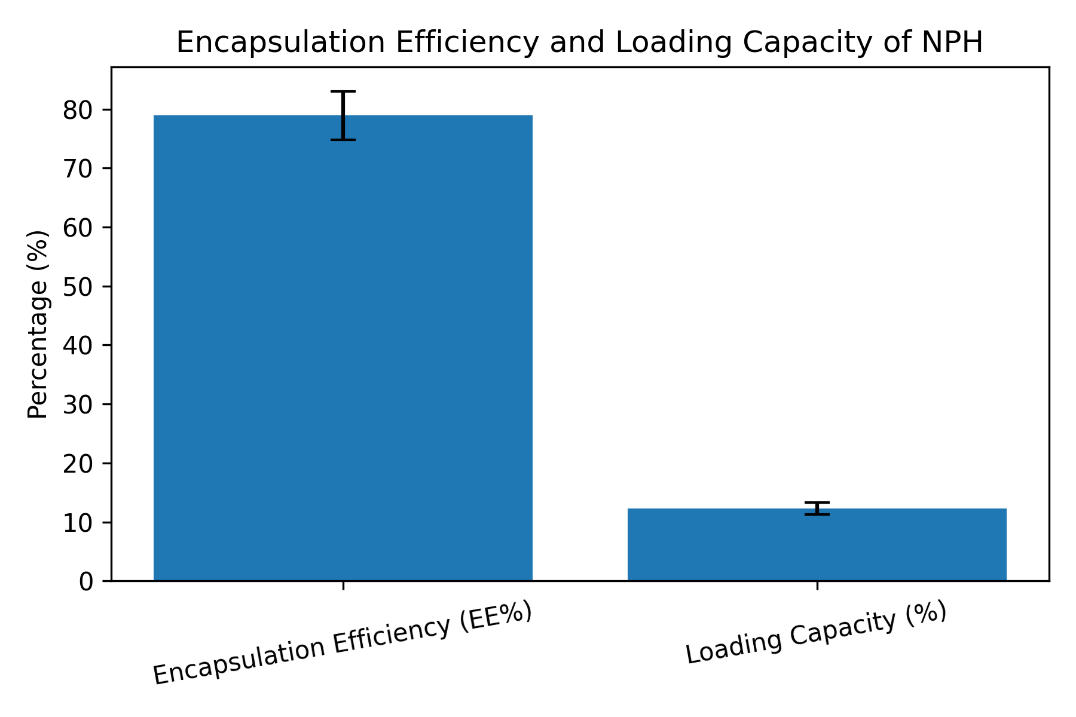 Encapsulation Efficiency and Loading Capacity of NPH
Percentage (%)
80
70
60
50
40
30
20
10
0
Encapsulation Efficiency (EE%)
Loading Capacity (%)